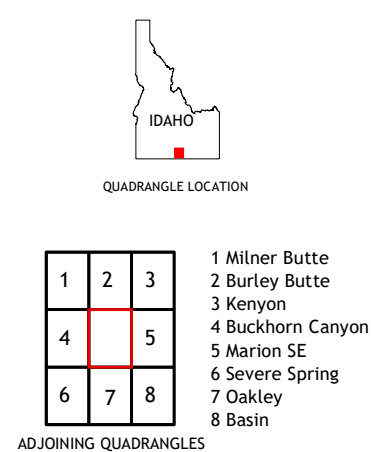 IDAHO
QUADRANGLE LOCATION
1 2 3
4 5
6 7 8
1 Milner Butte
2 Burley Butte
3 Kenyon
4 Buckhorn Canyon
5 Marion SE
6 Severe Spring
7 Oakley
8 Basin
ADJOINING QUADRANGLES